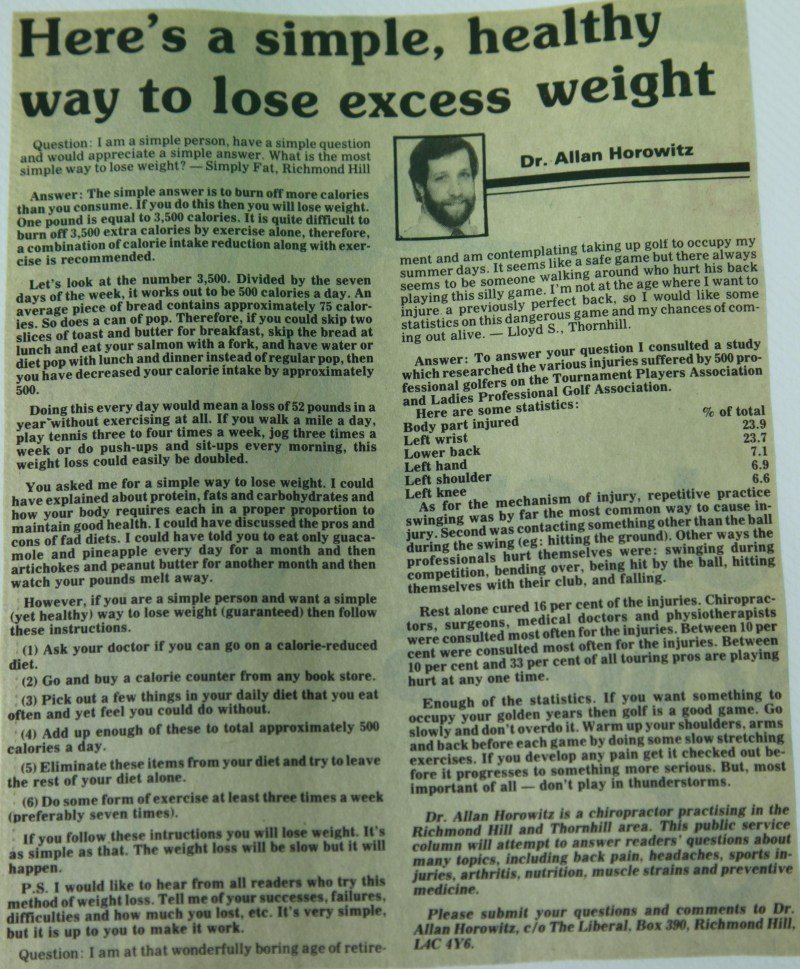 Here's a simple, healthy
way to lose excess weight
Question: I am a simple person, have a simple question
and would appreciate a simple answer. What is the most
simple way to lose weight? — Simply Fat, Richmond Hill
Answer: The simple answer is to burn off more calories
than you consume. If you do this then you will lose weight.
One pound is equal to 3,500 calories. It is quite difficult to
burn off 3,500 extra calories by exercise alone, therefore,
a combination of calorie intake reduction along with exer-
cise is recommended.
Let's look at the number 3,500. Divided by the seven
days of the week, it works out to be 500 calories a day. An
average piece of bread contains approximately 75 calor-
ies. So does a can of pop. Therefore, if you could skip two
slices of toast and butter for breakfast, skip the bread at
lunch and eat your salmon with a fork, and have water or
diet pop with lunch and dinner instead of regular pop, then
you have decreased your calorie intake by approximately
500.
Doing this every day would mean a loss of 52 pounds in a
year without exercising at all. If you walk a mile a day,
play tennis three to four times a week, jog three times a
week or do push-ups and sit-ups every morning, this
weight loss could easily be doubled.
You asked me for a simple way to lose weight. I could
have explained about protein, fats and carbohydrates and
how your body requires each in a proper proportion to
maintain good health. I could have discussed the pros and
cons of fad diets. I could have told you to eat only guaca-
mole and pineapple every day for a month and then
artichokes and peanut butter for another month and then
watch your pounds melt away.
However, if you are a simple person and want a simple
(yet healthy) way to lose weight (guaranteed) then follow
these instructions.
(1) Ask your doctor if you can go on a calorie-reduced
diet.
(2) Go and buy a calorie counter from any book store.
(3) Pick out a few things in your daily diet that you eat
often and yet feel you could do without.
(4) Add up enough of these to total approximately 500
calories a day.
(5) Eliminate these items from your diet and try to leave
the rest of your diet alone.
(6) Do some form of exercise at least three times a week
(preferably seven times).
If you follow these intructions you will lose weight. It's
as simple as that. The weight loss will be slow but it will
happen.
P.S. I would like to hear from all readers who try this
method of weight loss. Tell me of your successes, failures,
difficulties and how much you lost, etc. It's very simple,
but it is up to you to make it work.
Question: I am at that wonderfully boring age of retire-
Dr. Allan Horowitz
ment and am contemplating taking up golf to occupy my
summer days. It seems like a safe game but there always
seems to be someone walking around who hurt his back
playing this silly game. I'm not at the age where I want to
injure a previously perfect back, so I would like some
statistics on this dangerous game and my chances of com-
ing out alive. — Lloyd S., Thornhill.
Answer: To answer your question I consulted a study
which researched the various injuries suffered by 500 pro-
fessional golfers on the Tournament Players Association
and Ladies Professional Golf Association.
Here are some statistics:
Body part injured % of total
Left wrist 23.9
Lower back 23.7
Left hand 7.1
Left shoulder 6.9
Left knee 6.6
As for the mechanism of injury, repetitive practice
swinging was by far the most common way to cause in-
jury. Second was contacting something other than the ball
during the swing (eg: hitting the ground). Other ways the
professionals hurt themselves were: swinging during
competition, bending over, being hit by the ball, hitting
themselves with their club, and falling.
Rest alone cured 16 per cent of the injuries. Chiroprac-
tors, surgeons, medical doctors and physiotherapists
were consulted most often for the injuries. Between 10 per
cent were consulted most often for the injuries. Between
10 per cent and 33 per cent of all touring pros are playing
hurt at any one time.
Enough of the statistics. If you want something to
occupy your golden years then golf is a good game. Go
slowly and don't overdo it. Warm up your shoulders, arms
and back before each game by doing some slow stretching
exercises. If you develop any pain get it checked out be-
fore it progresses to something more serious. But, most
important of all — don't play in thunderstorms.
Dr. Allan Horowitz is a chiropractor practising in the
Richmond Hill and Thornhill area. This public service
column will attempt to answer readers' questions about
many topics, including back pain, headaches, sports in-
juries, arthritis, nutrition, muscle strains and preventive
medicine.
Please submit your questions and comments to Dr.
Allan Horowitz, c/o The Liberal, Box 390, Richmond Hill,
L4C 4Y6.